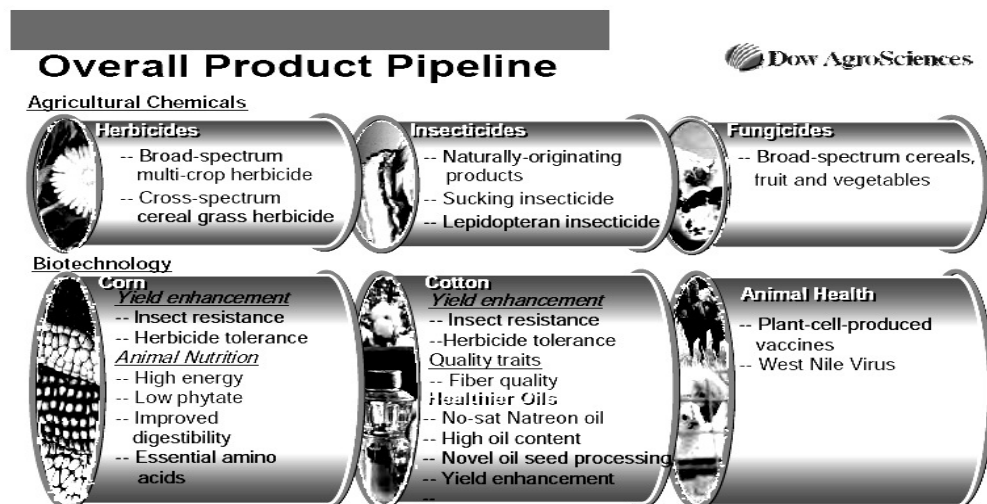 Overall Product Pipeline
Dow AgroSciences
Agricultural Chemicals
Herbicides
-- Broad-spectrum
multi-crop herbicide
-- Cross-spectrum
cereal grass herbicide
Insecticides
-- Naturally-originating
products
-- Sucking insecticide
-- Lepidopteran insecticide
Fungicides
-- Broad-spectrum cereals,
fruit and vegetables
Biotechnology
Corn
Yield enhancement
-- Insect resistance
-- Herbicide tolerance
Animal Nutrition
-- High energy
-- Low phytate
-- Improved
digestibility
-- Essential amino
acids
Cotton
Yield enhancement
-- Insect resistance
--Herbicide tolerance
Quality traits
-- Fiber quality
Healthier Oils
-- No-sat Natreon oil
-- High oil content
-- Novel oil seed processing
-- Yield enhancement
--
Animal Health
-- Plant-cell-produced
vaccines
-- West Nile Virus